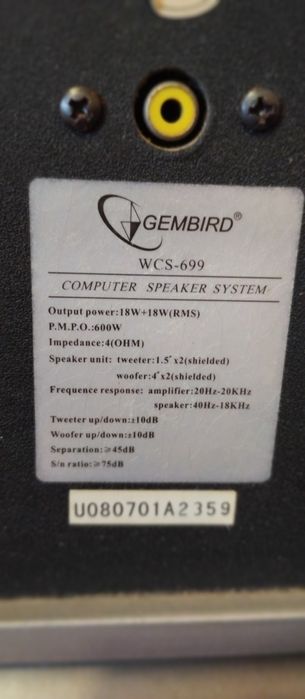 GEMBIRD®
WCS-699
COMPUTER SPEAKER SYSTEM
Output power:18W+18W(RMS)
P.M.P.O.:600W
Impedance:4(OHM)
Speaker unit: tweeter:1.5"x2(shielded)
woofer:4"x2(shielded)
Frequence response: amplifier:20Hz-20KHz
speaker:40Hz-18KHz
Tweeter up/down:±10dB
Woofer up/down:±10dB
Separation:≥45dB
S/n ratio:≥75dB
U080701A2359